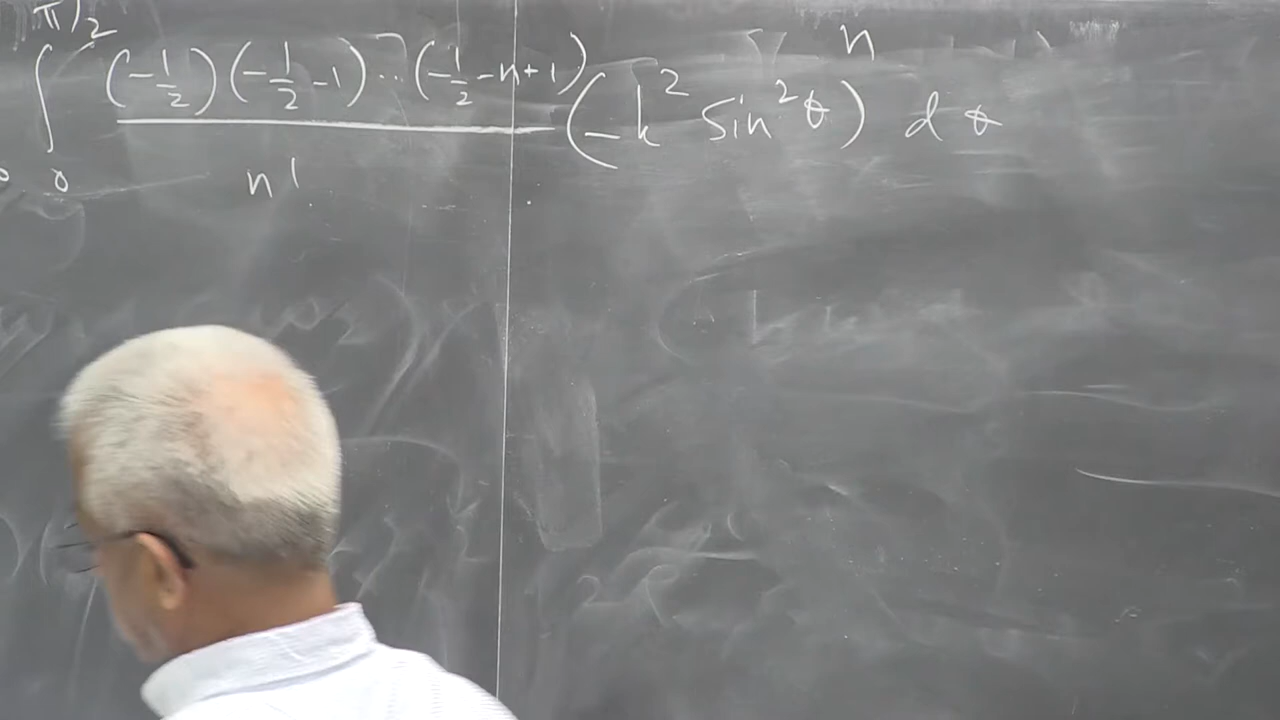 ∫₀^{π/2} (-1/2)(-1/2 -1)...(-1/2 -n+1)/n! (-k² sin²θ)ⁿ dθ